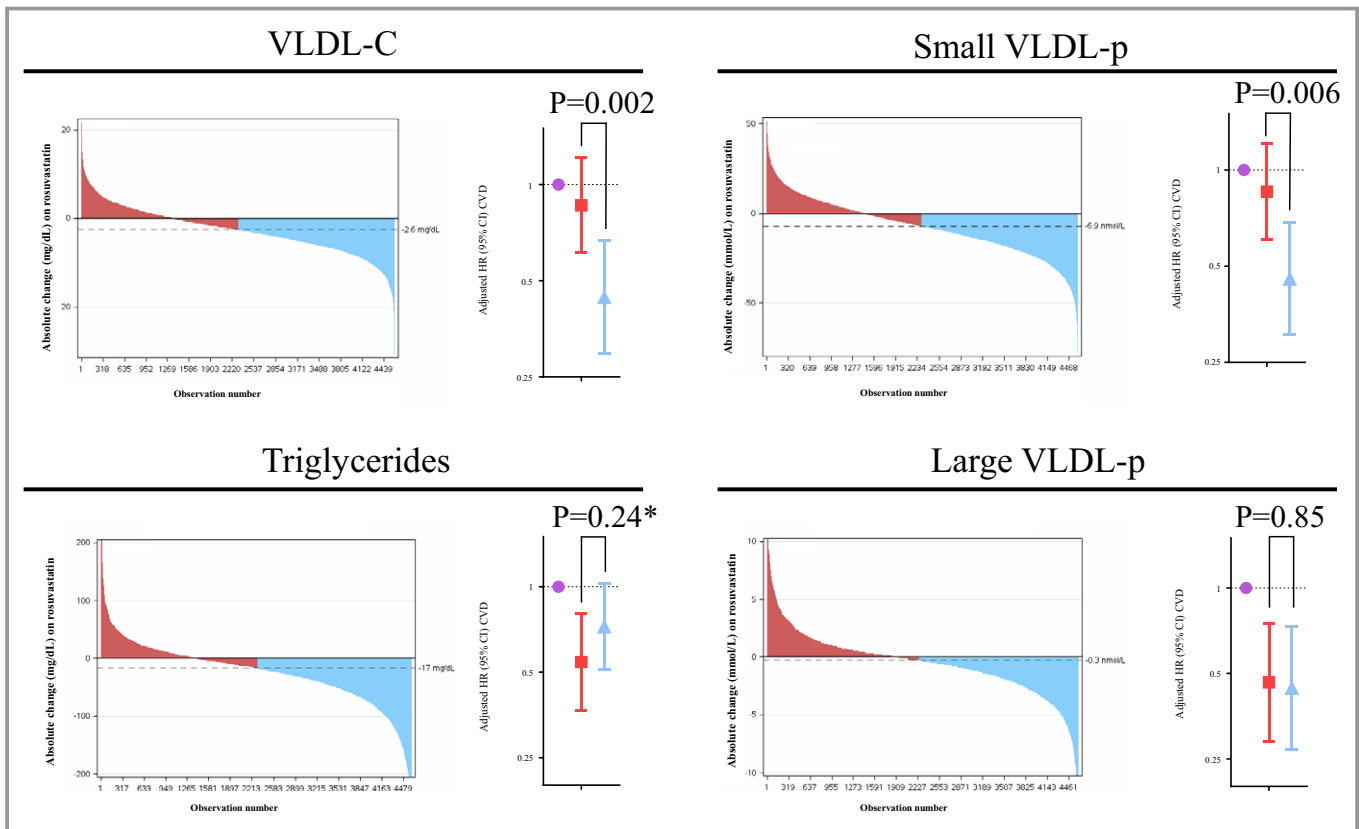 VLDL-C
P=0.002
Absolute change (mg/dL) on rosuvastatin
20
0
20
-2.6 mg/dL
1 318 635 952 1269 1586 1903 2220 2537 2854 3171 3488 3805 4122 4439
Observation number
Adjusted HR (95% CI) CVD
1
0.5
0.25
Small VLDL-p
P=0.006
Absolute change (mmol/L) on rosuvastatin
50
0
-50
-6.9 nmol/L
1 320 639 958 1277 1596 1915 2234 2554 2873 3192 3511 3830 4149 4468
Observation number
Adjusted HR (95% CI) CVD
1
0.5
0.25
Triglycerides
P=0.24*
Absolute change (mg/dL) on rosuvastatin
200
100
0
-100
-200
-17 mg/dL
1 317 633 949 1265 1581 1897 2213 2583 2899 3215 3531 3847 4163 4479
Observation number
Adjusted HR (95% CI) CVD
1
0.5
0.25
Large VLDL-p
P=0.85
Absolute change (mmol/L) on rosuvastatin
10
5
0
-5
-10
-0.3 nmol/L
1 319 637 955 1273 1591 1909 2227 2553 2871 3189 3507 3825 4143 4461
Observation number
Adjusted HR (95% CI) CVD
1
0.5
0.25